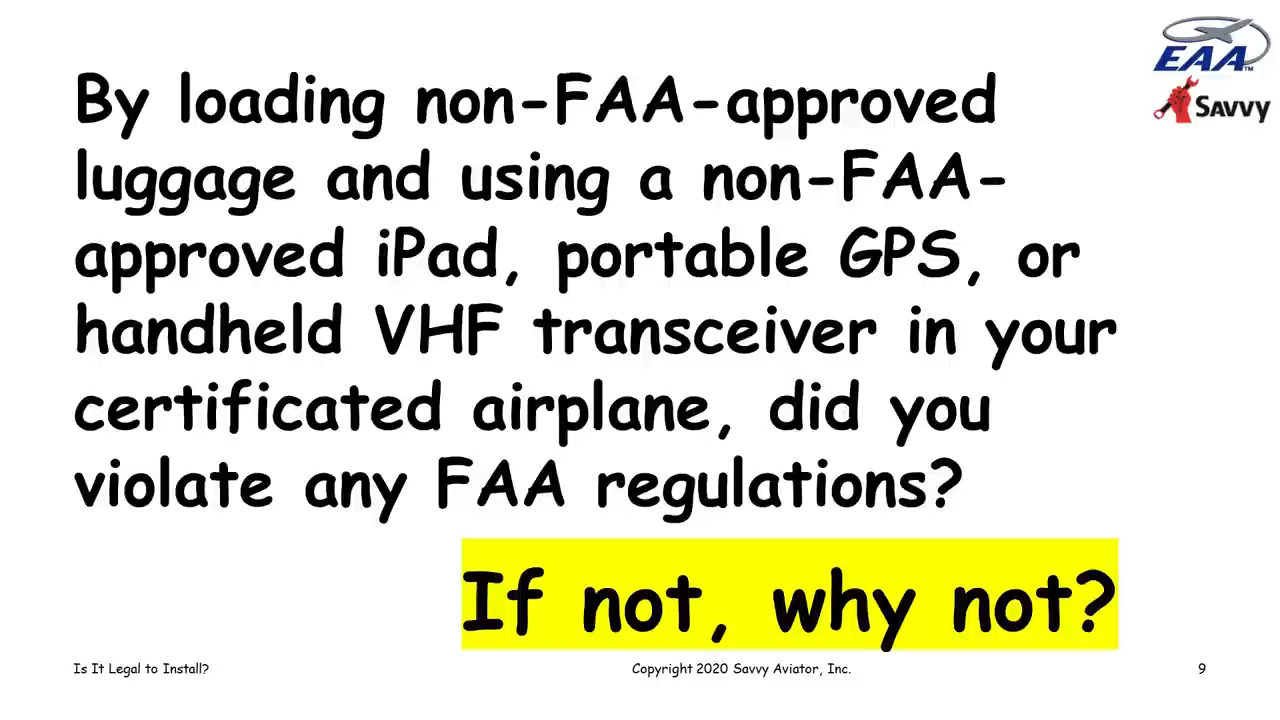 EAA™
SAVVY
By loading non-FAA-approved
luggage and using a non-FAA-
approved iPad, portable GPS, or
handheld VHF transceiver in your
certificated airplane, did you
violate any FAA regulations?
If not, why not?
Is It Legal to Install?
Copyright 2020 Savvy Aviator, Inc.
9